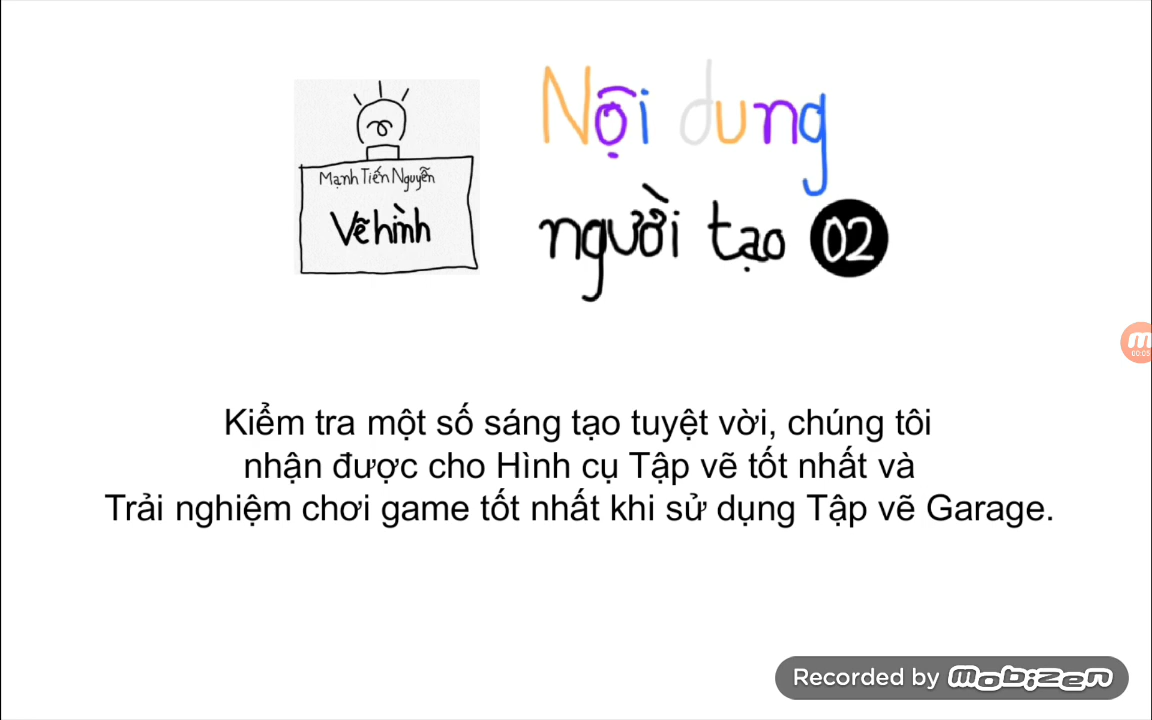 Mạnh Tiến Nguyễn
Vẽ hình
Nội dung
người tạo 02
m
00:05
Kiểm tra một số sáng tạo tuyệt vời, chúng tôi
nhận được cho Hình cụ Tập vẽ tốt nhất và
Trải nghiệm chơi game tốt nhất khi sử dụng Tập vẽ Garage.
Recorded by mobizen